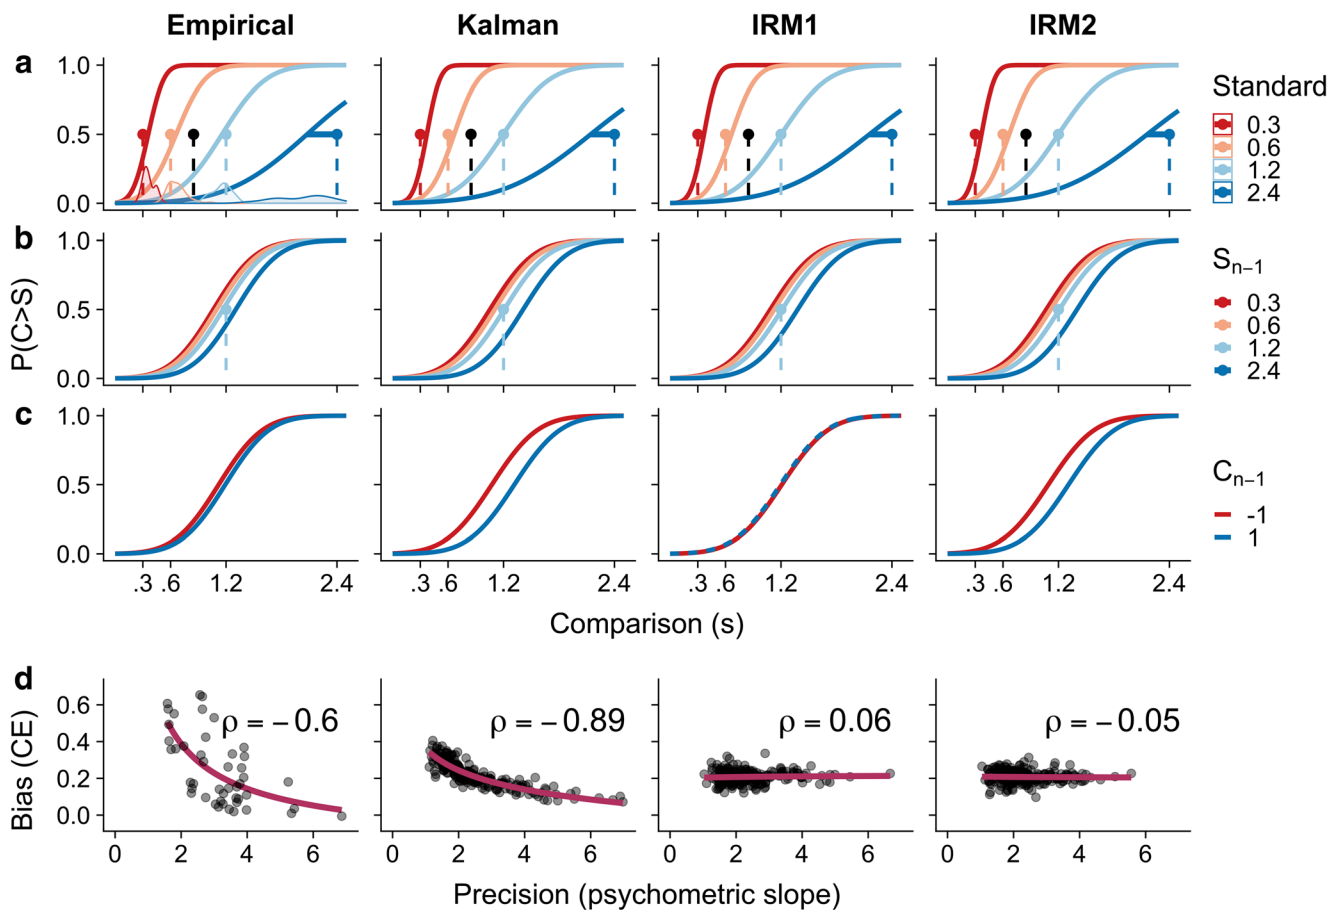 Empirical Kalman IRM1 IRM2
a
1.0
0.5
0.0
.3 .6 1.2 2.4
.3 .6 1.2 2.4
.3 .6 1.2 2.4
.3 .6 1.2 2.4
Standard
0.3
0.6
1.2
2.4
b
1.0
0.5
0.0
P(C>S)
Sn−1
0.3
0.6
1.2
2.4
c
1.0
0.5
0.0
Cn−1
-1
1
Comparison (s)
d
0.6
0.4
0.2
0.0
Bias (CE)
ρ = −0.6
ρ = −0.89
ρ = 0.06
ρ = −0.05
0 2 4 6
0 2 4 6
0 2 4 6
0 2 4 6
Precision (psychometric slope)